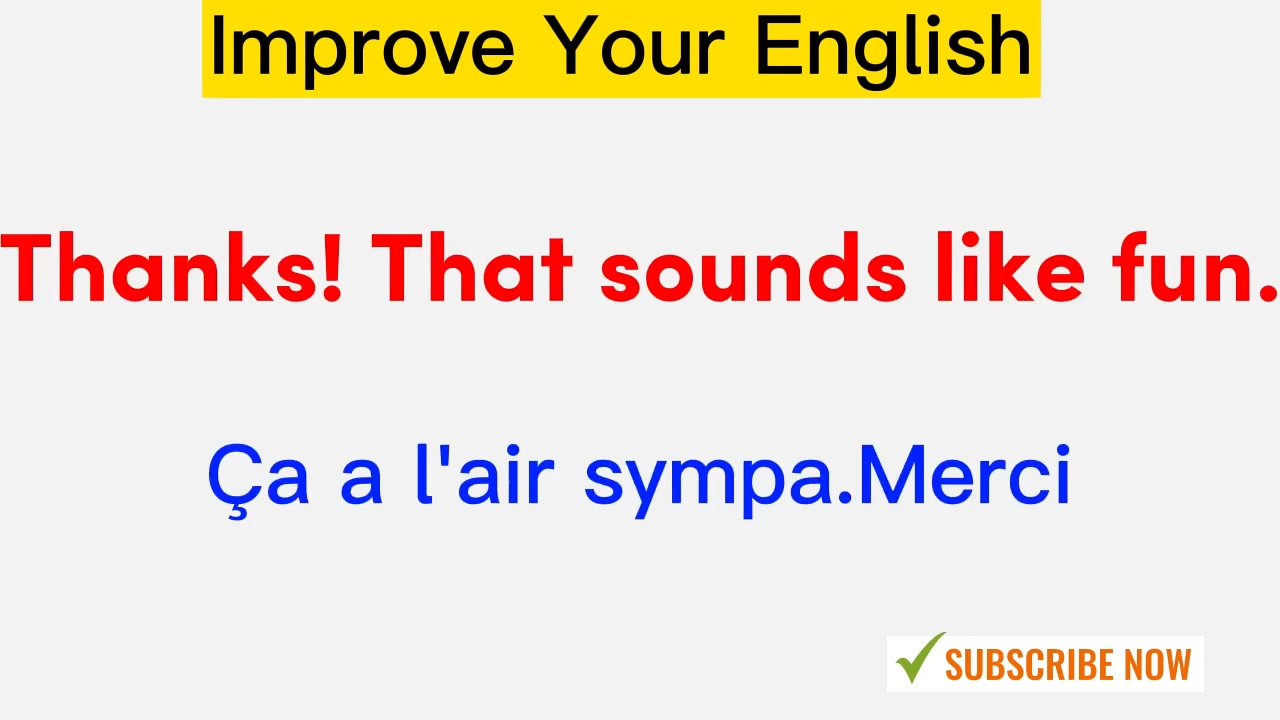 Improve Your English
Thanks! That sounds like fun.
Ça a l'air sympa.Merci
SUBSCRIBE NOW